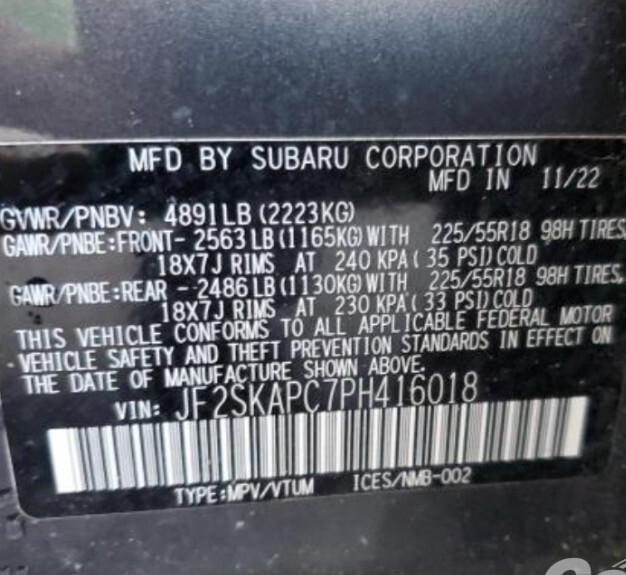 MFD BY SUBARU CORPORATION
MFD IN 11/22
GVWR/PNBV: 4891LB(2223KG)
GAWR/PNBE:FRONT- 2563LB(1165KG)WITH 225/55R18 98H TIRES
18X7J RIMS AT 240 KPA( 35 PSI)COLD
GAWR/PNBE:REAR -2486LB(1130KG)WITH 225/55R18 98H TIRES,
18X7J RIMS AT 230 KPA( 33 PSI)COLD
THIS VEHICLE CONFORMS TO ALL APPLICABLE FEDERAL MOTOR
VEHICLE SAFETY AND THEFT PREVENTION STANDARDS IN EFFECT ON
THE DATE OF MANUFACTURE SHOWN ABOVE.
VIN: JF2SKAPC7PH416018
TYPE:MPV/VTUM ICES/NMB-002